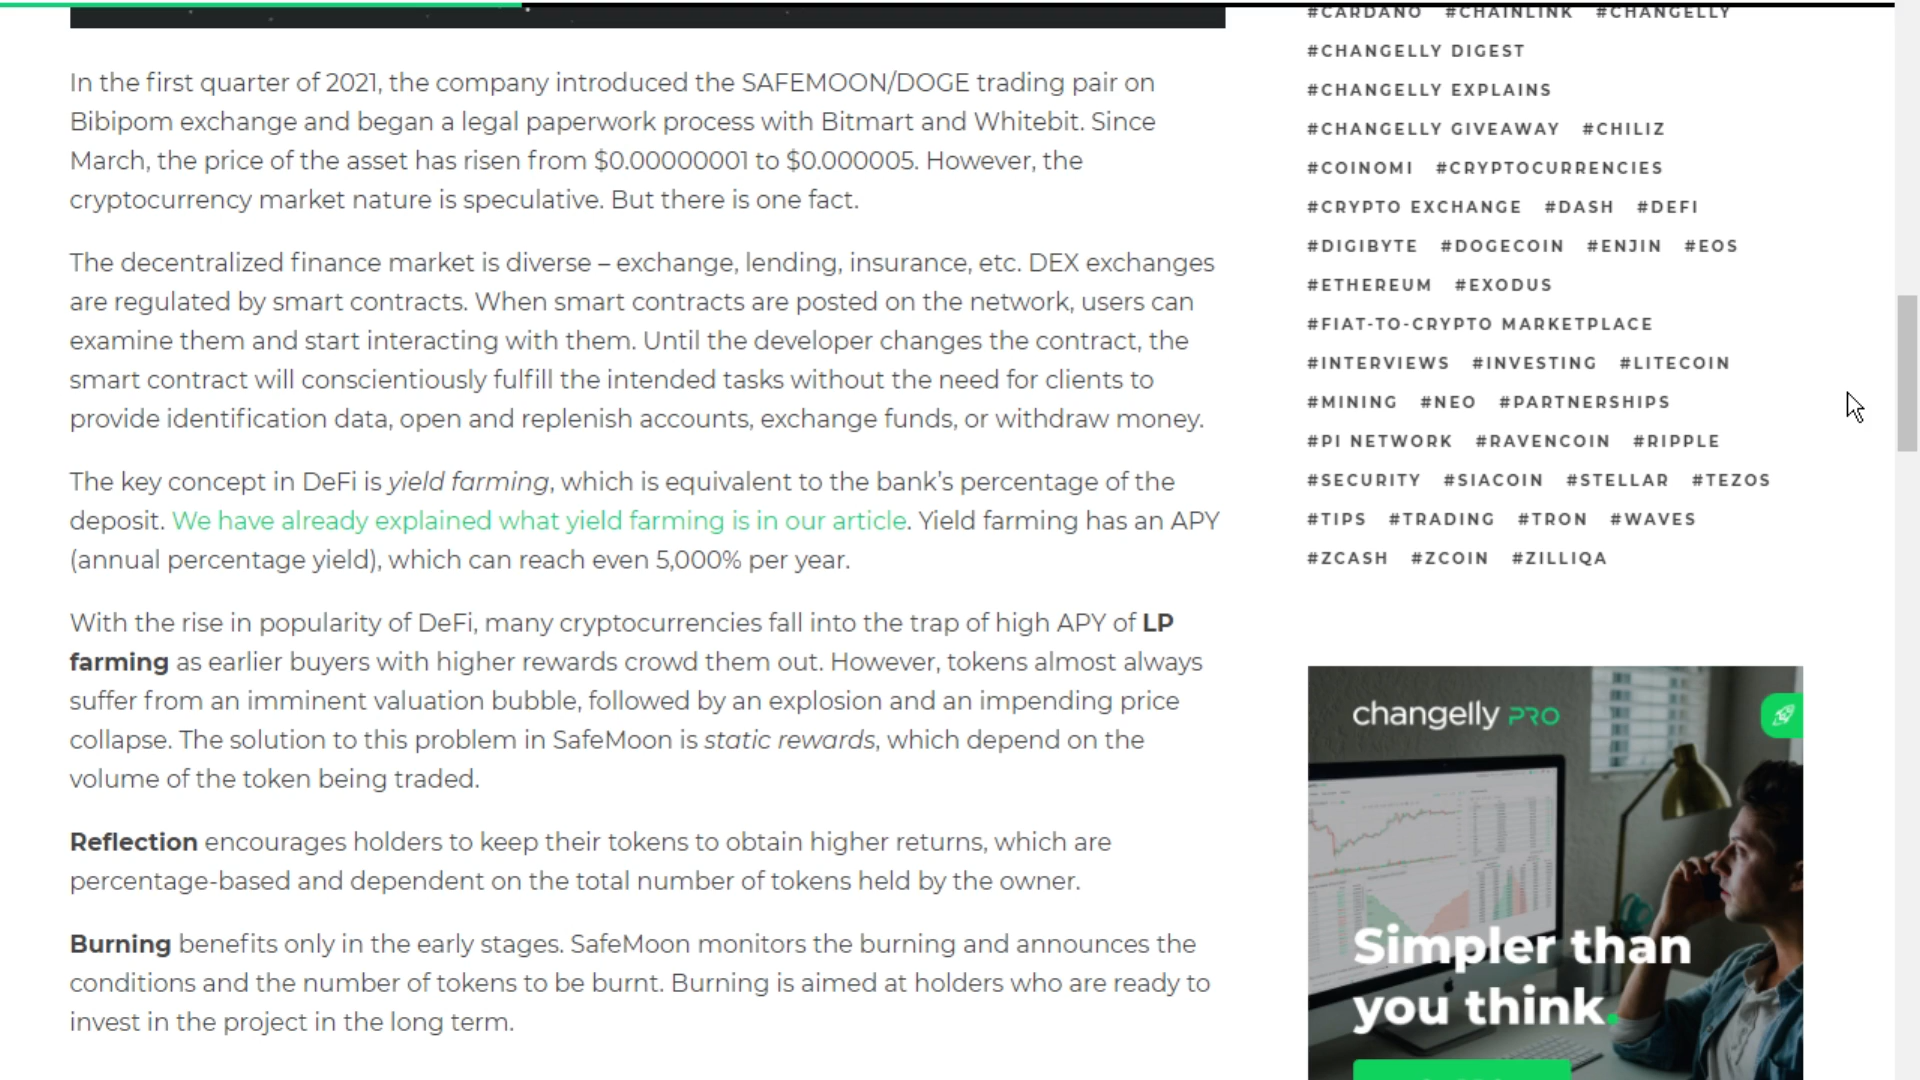 In the first quarter of 2021, the company introduced the SAFEMOON/DOGE trading pair on
Bibipom exchange and began a legal paperwork process with Bitmart and Whitebit. Since
March, the price of the asset has risen from $0.00000001 to $0.000005. However, the
cryptocurrency market nature is speculative. But there is one fact.
The decentralized finance market is diverse – exchange, lending, insurance, etc. DEX exchanges
are regulated by smart contracts. When smart contracts are posted on the network, users can
examine them and start interacting with them. Until the developer changes the contract, the
smart contract will conscientiously fulfill the intended tasks without the need for clients to
provide identification data, open and replenish accounts, exchange funds, or withdraw money.
The key concept in DeFi is yield farming, which is equivalent to the bank’s percentage of the
deposit. We have already explained what yield farming is in our article. Yield farming has an APY
(annual percentage yield), which can reach even 5,000% per year.
With the rise in popularity of DeFi, many cryptocurrencies fall into the trap of high APY of LP
farming as earlier buyers with higher rewards crowd them out. However, tokens almost always
suffer from an imminent valuation bubble, followed by an explosion and an impending price
collapse. The solution to this problem in SafeMoon is static rewards, which depend on the
volume of the token being traded.
Reflection encourages holders to keep their tokens to obtain higher returns, which are
percentage-based and dependent on the total number of tokens held by the owner.
Burning benefits only in the early stages. SafeMoon monitors the burning and announces the
conditions and the number of tokens to be burnt. Burning is aimed at holders who are ready to
invest in the project in the long term.
#CARDANO #CHAINLINK #CHANGELLY
#CHANGELLY DIGEST
#CHANGELLY EXPLAINS
#CHANGELLY GIVEAWAY #CHILIZ
#COINOMI #CRYPTOCURRENCIES
#CRYPTO EXCHANGE #DASH #DEFI
#DIGIBYTE #DOGECOIN #ENJIN #EOS
#ETHEREUM #EXODUS
#FIAT-TO-CRYPTO MARKETPLACE
#INTERVIEWS #INVESTING #LITECOIN
#MINING #NEO #PARTNERSHIPS
#PI NETWORK #RAVENCOIN #RIPPLE
#SECURITY #SIACOIN #STELLAR #TEZOS
#TIPS #TRADING #TRON #WAVES
#ZCASH #ZCOIN #ZILLIQA
changelly PRO
Simpler than
you think.